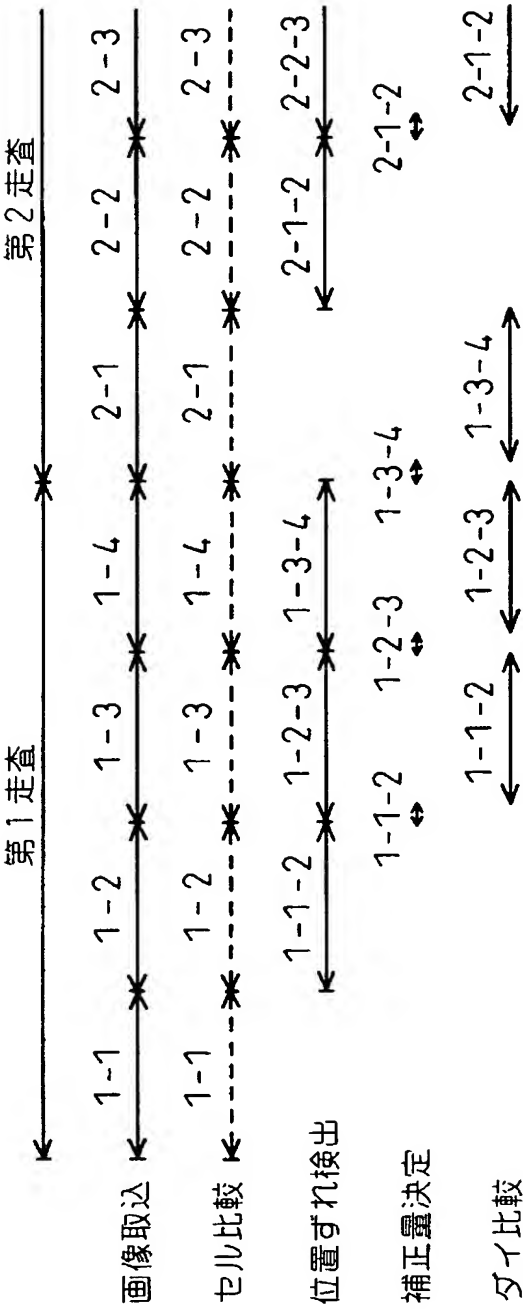 第1走査 第2走査
画像取込 1-1 1-2 1-3 1-4 2-1 2-2 2-3
セル比較 1-1 1-2 1-3 1-4 2-1 2-2 2-3
位置ずれ検出 1-1-2 1-2-3 1-3-4 2-1-2 2-2-3
補正量決定 1-1-2 1-2-3 1-3-4 2-1-2
ダイ比較 1-1-2 1-2-3 1-3-4 2-1-2